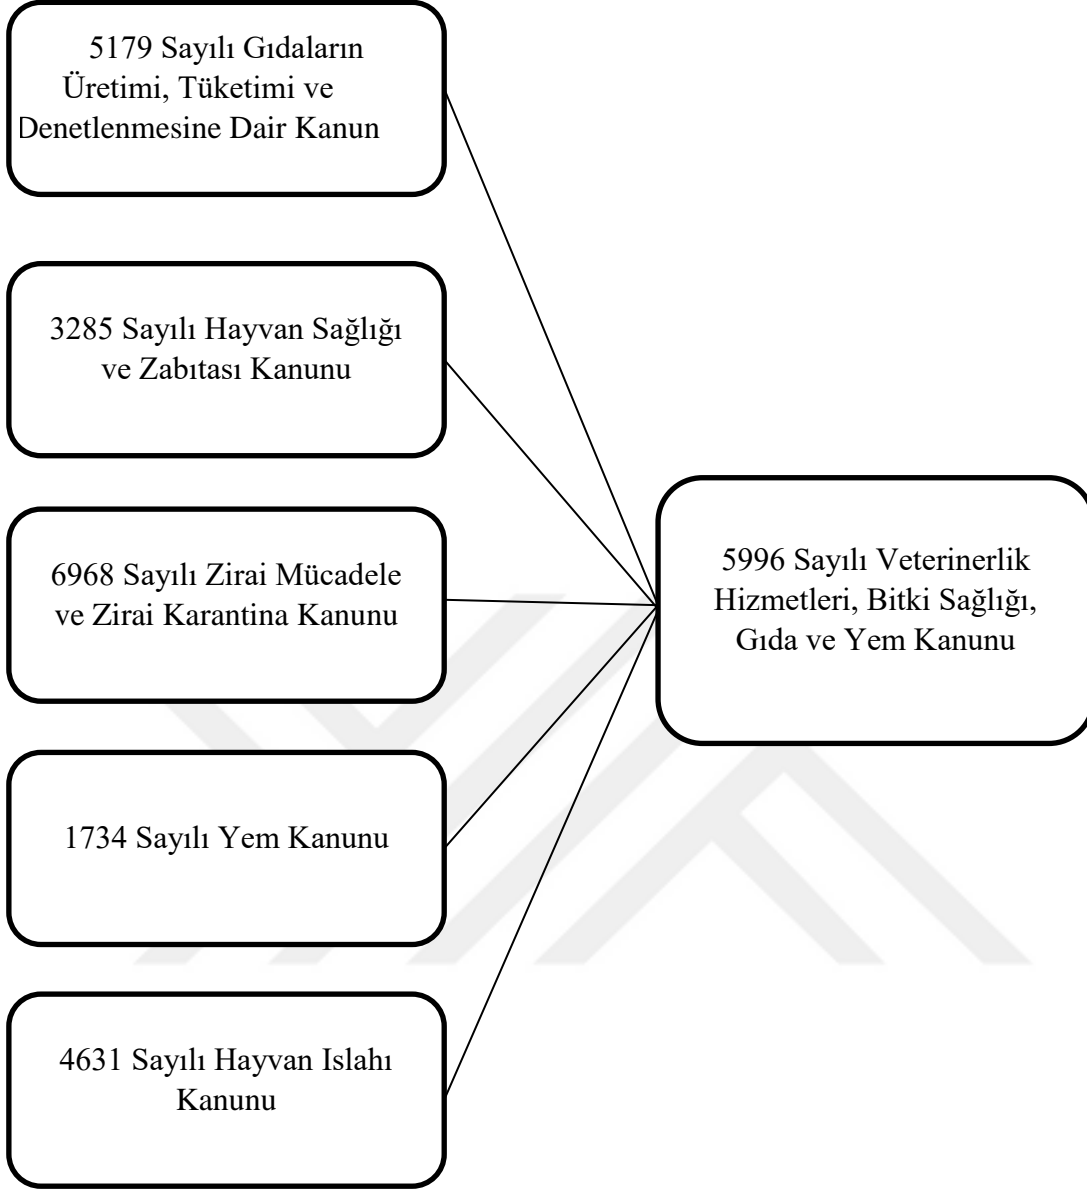 5179 Sayılı Gıdaların
Üretimi, Tüketimi ve
Denetlenmesine Dair Kanun
3285 Sayılı Hayvan Sağlığı
ve Zabıtası Kanunu
6968 Sayılı Zirai Mücadele
ve Zirai Karantina Kanunu
1734 Sayılı Yem Kanunu
4631 Sayılı Hayvan Islahı
Kanunu
5996 Sayılı Veterinerlik
Hizmetleri, Bitki Sağlığı,
Gıda ve Yem Kanunu